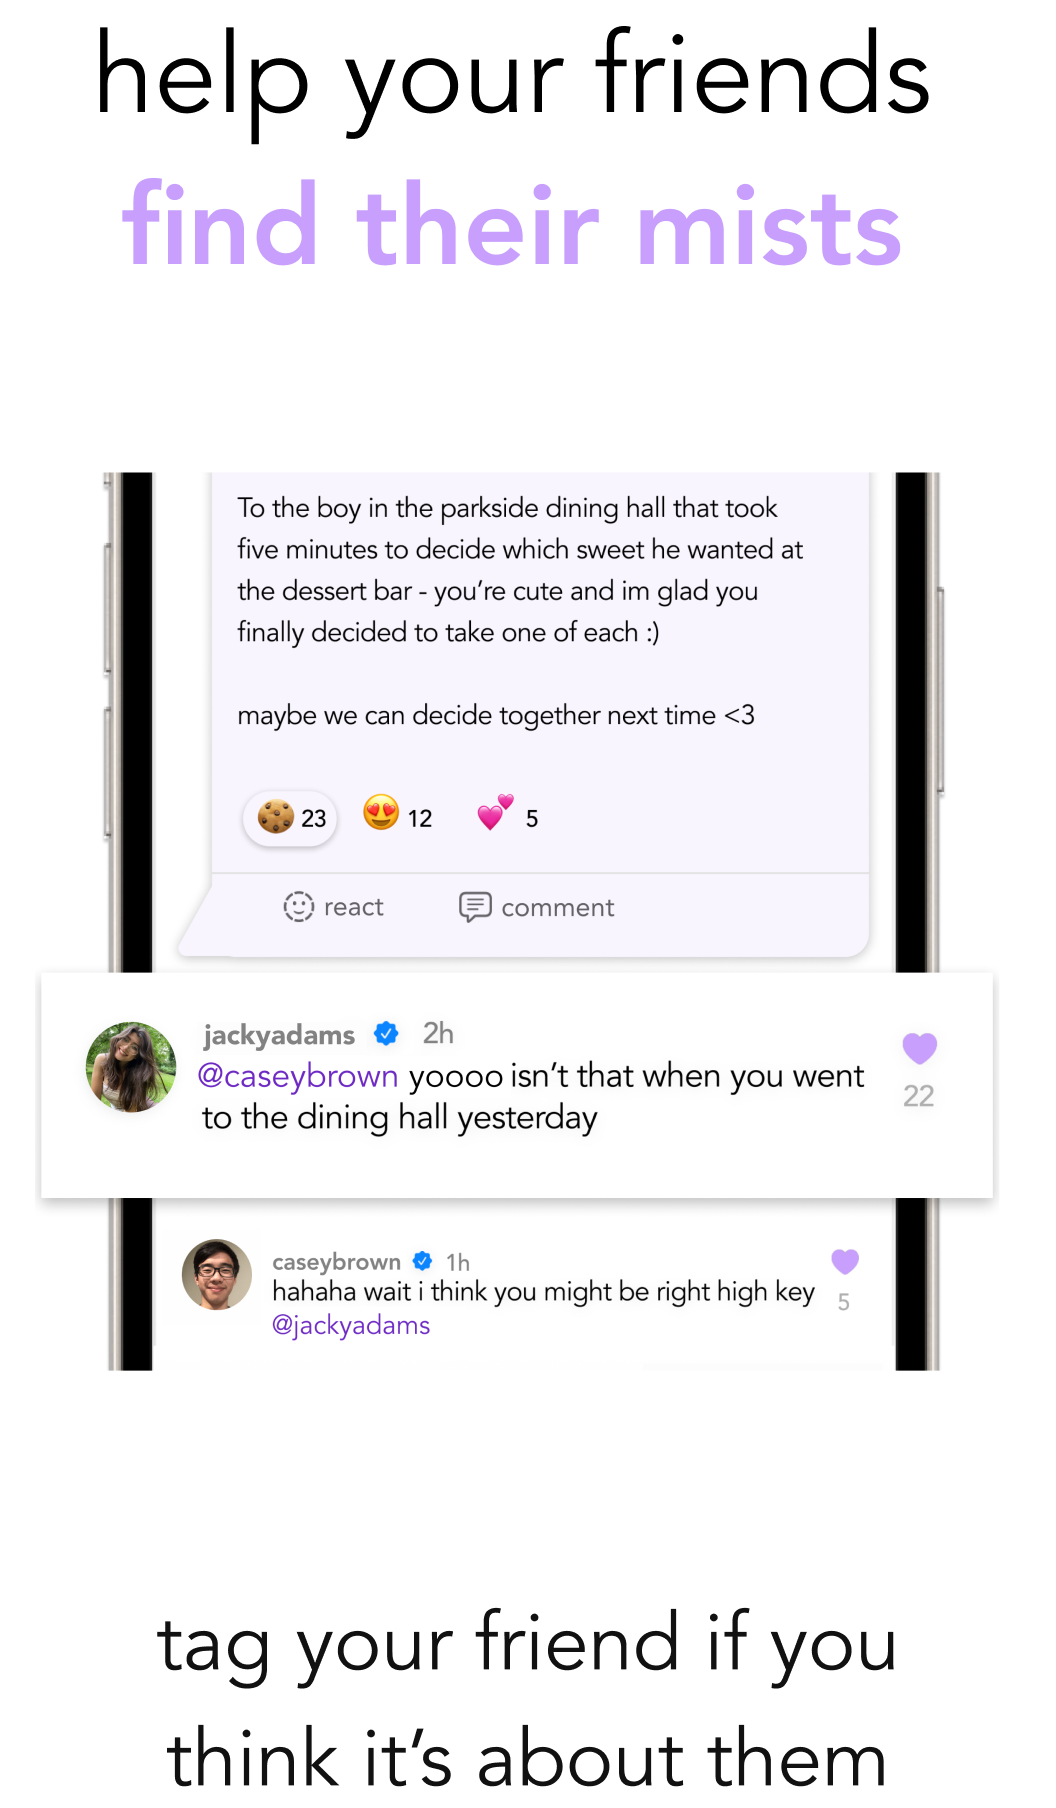 help your friends
find their mists
To the boy in the parkside dining hall that took
five minutes to decide which sweet he wanted at
the dessert bar - you're cute and im glad you
finally decided to take one of each :)
maybe we can decide together next time <3
23 12 5
react comment
jackyadams 2h
@caseybrown yoooo isn't that when you went
to the dining hall yesterday
22
caseybrown 1h
hahaha wait i think you might be right high key
@jackyadams
5
tag your friend if you
think it's about them